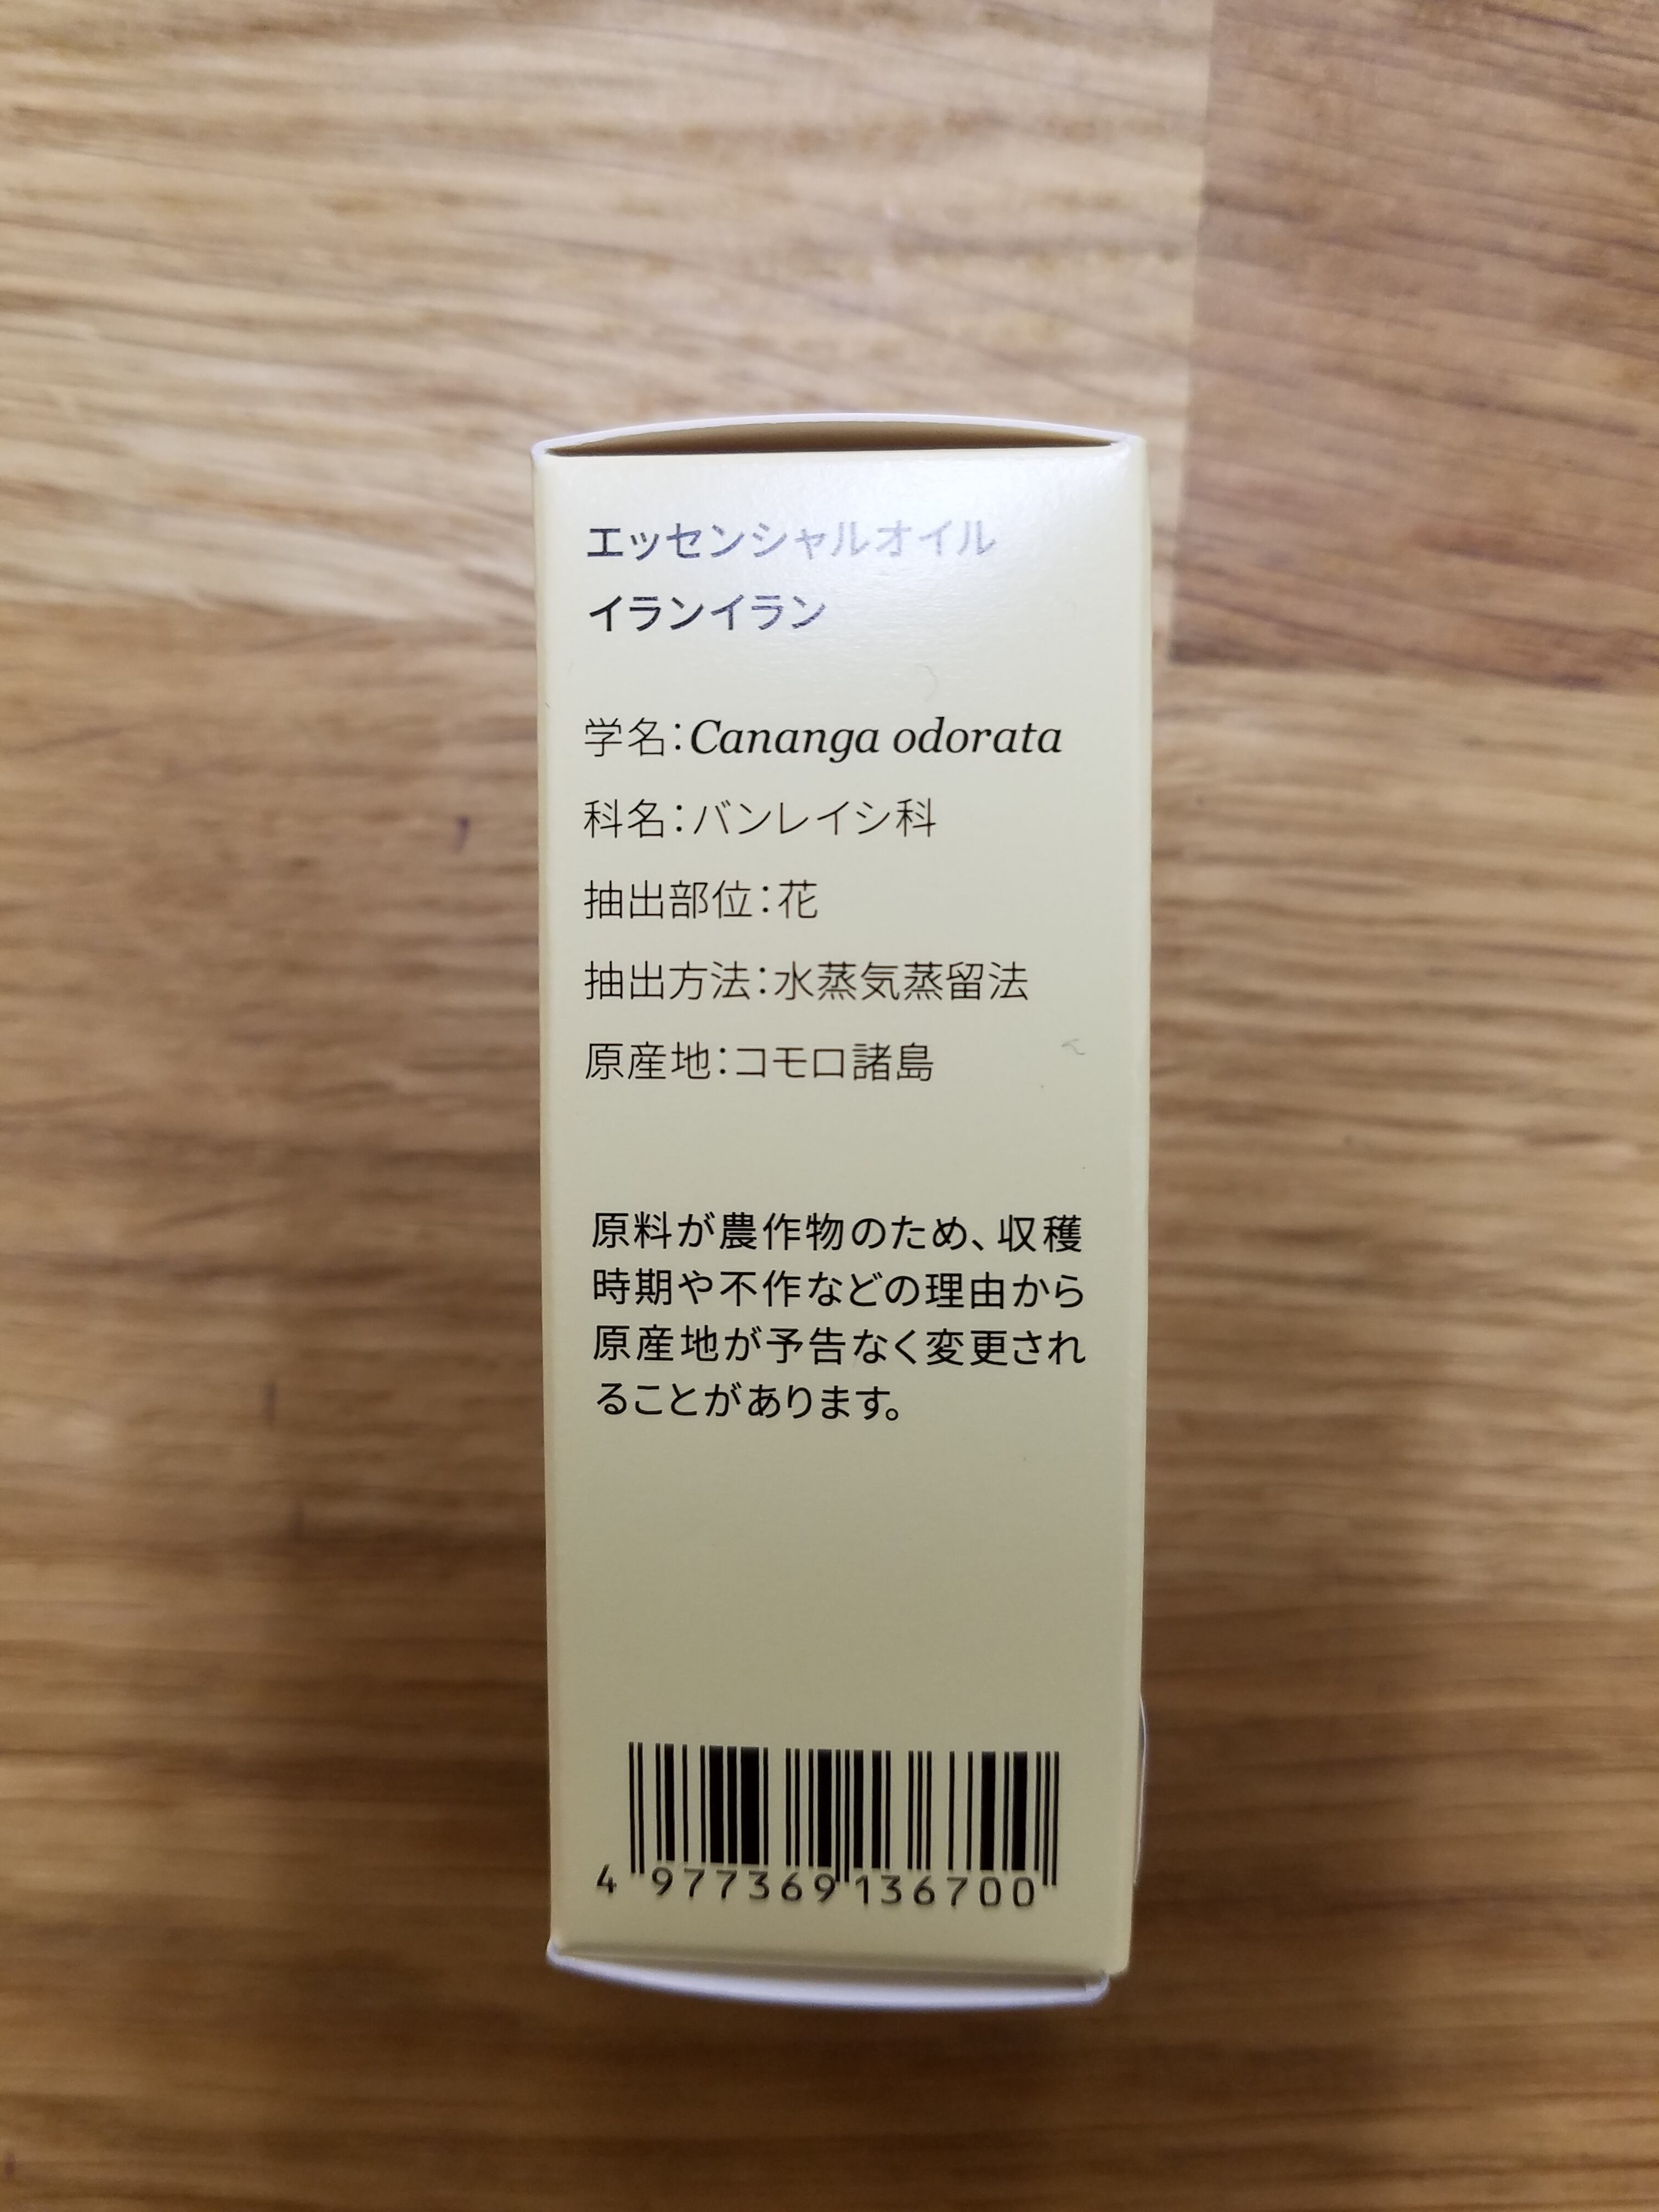 エッセンシャルオイル
イランイラン
学名：Cananga odorata
科名：バンレイシ科
抽出部位：花
抽出方法：水蒸気蒸留法
原産地：コモロ諸島
原料が農作物のため、収穫
時期や不作などの理由から
原産地が予告なく変更され
ることがあります。
4 977369 136700